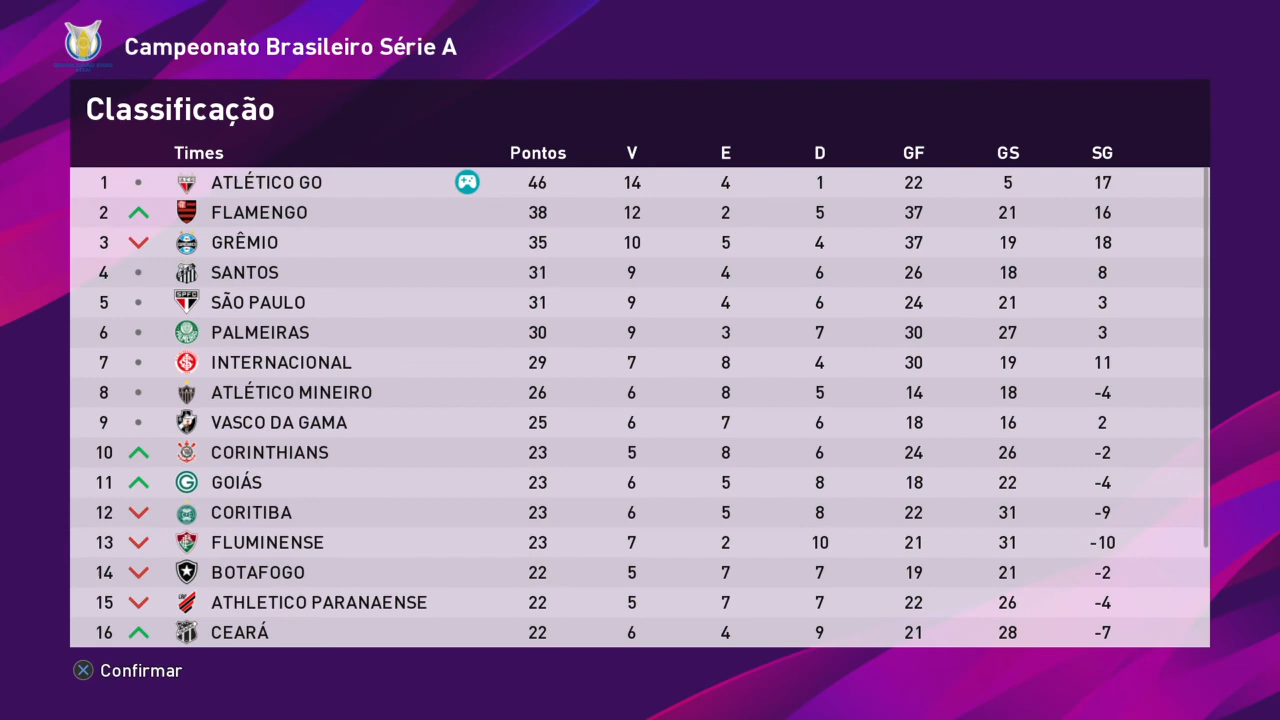 Campeonato Brasileiro Série A
Classificação
Times Pontos V E D GF GS SG
1 ATLÉTICO GO 46 14 4 1 22 5 17
2 FLAMENGO 38 12 2 5 37 21 16
3 GRÊMIO 35 10 5 4 37 19 18
4 SANTOS 31 9 4 6 26 18 8
5 SÃO PAULO 31 9 4 6 24 21 3
6 PALMEIRAS 30 9 3 7 30 27 3
7 INTERNACIONAL 29 7 8 4 30 19 11
8 ATLÉTICO MINEIRO 26 6 8 5 14 18 -4
9 VASCO DA GAMA 25 6 7 6 18 16 2
10 CORINTHIANS 23 5 8 6 24 26 -2
11 GOIÁS 23 6 5 8 18 22 -4
12 CORITIBA 23 6 5 8 22 31 -9
13 FLUMINENSE 23 7 2 10 21 31 -10
14 BOTAFOGO 22 5 7 7 19 21 -2
15 ATHLETICO PARANAENSE 22 5 7 7 22 26 -4
16 CEARÁ 22 6 4 9 21 28 -7
Confirmar